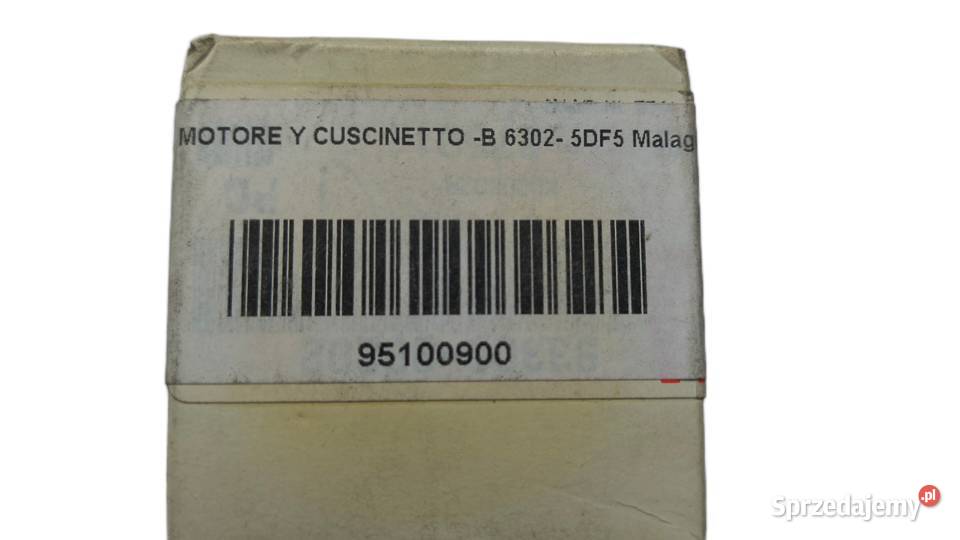 MOTORE Y CUSCINETTO -B 6302- 5DF5 Malag
95100900
Sprzedajemy.pl